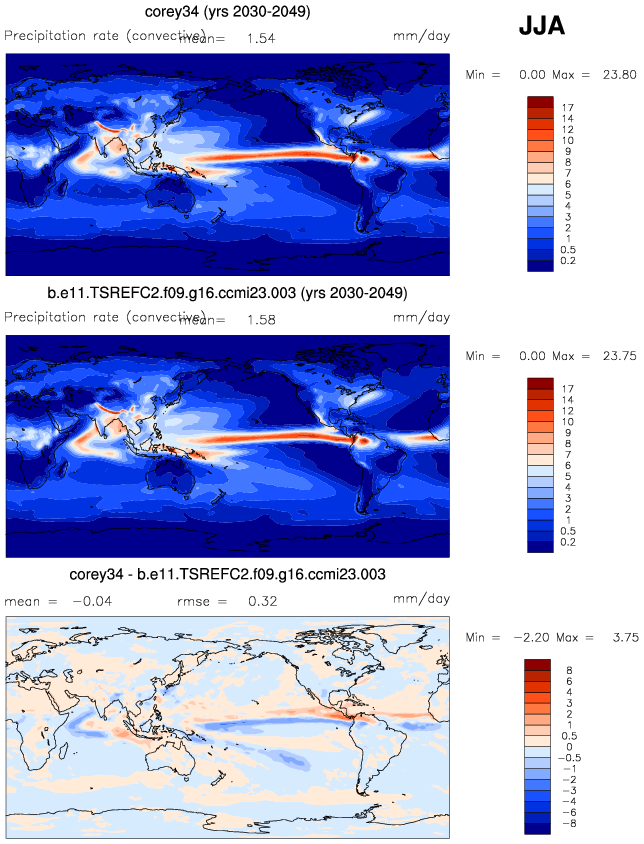 corey34 (yrs 2030-2049)
JJA
Precipitation rate (convective)
mean= 1.54
mm/day
Min = 0.00 Max = 23.80
17
14
12
10
9
8
7
6
5
4
3
2
1
0.5
0.2
b.e11.TSREFC2.f09.g16.ccmi23.003 (yrs 2030-2049)
Precipitation rate (convective)
mean= 1.58
mm/day
Min = 0.00 Max = 23.75
17
14
12
10
9
8
7
6
5
4
3
2
1
0.5
0.2
corey34 - b.e11.TSREFC2.f09.g16.ccmi23.003
mean = -0.04
rmse = 0.32
mm/day
Min = -2.20 Max = 3.75
8
6
4
3
2
1
0.5
0
-0.5
-1
-2
-3
-4
-6
-8